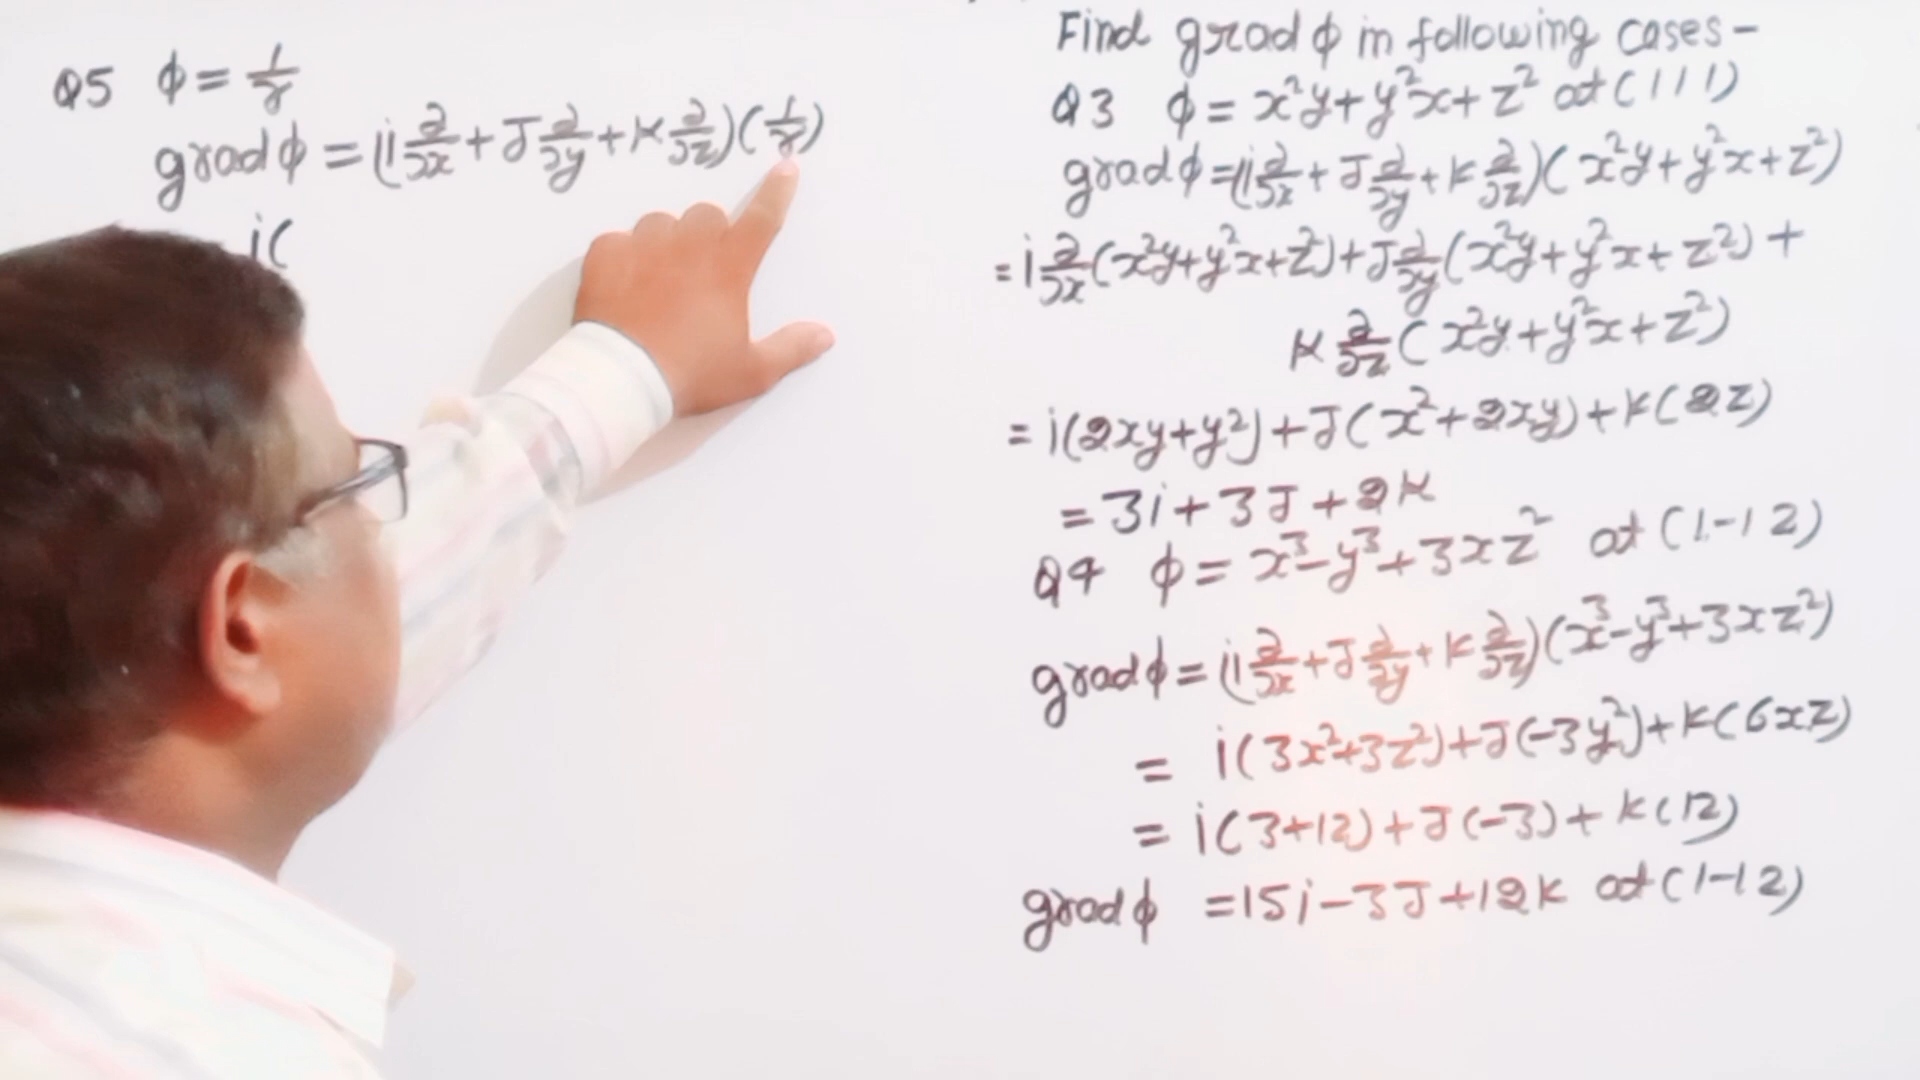 Q5 ϕ = 1/r
grad ϕ = (i ∂/∂x + J ∂/∂y + K ∂/∂z)(1/r)
i(
Find grad ϕ in following cases –
Q3 ϕ = x²y + y²x + z² at (1 1 1)
grad ϕ = (i ∂/∂x + J ∂/∂y + K ∂/∂z)(x²y + y²x + z²)
= i ∂/∂x (x²y + y²x + z²) + J ∂/∂y (x²y + y²x + z²) +
K ∂/∂z (x²y + y²x + z²)
= i(2xy + y²) + J(x² + 2xy) + K(2z)
= 3i + 3J + 2K
Q4 ϕ = x³ – y³ + 3xz² at (1 -1 2)
grad ϕ = (i ∂/∂x + J ∂/∂y + K ∂/∂z)(x³ – y³ + 3xz²)
= i(3x² + 3z²) + J(-3y²) + K(6xz)
= i(3+12) + J(-3) + K(12)
grad ϕ = 15i – 3J + 12K at (1 -1 2)